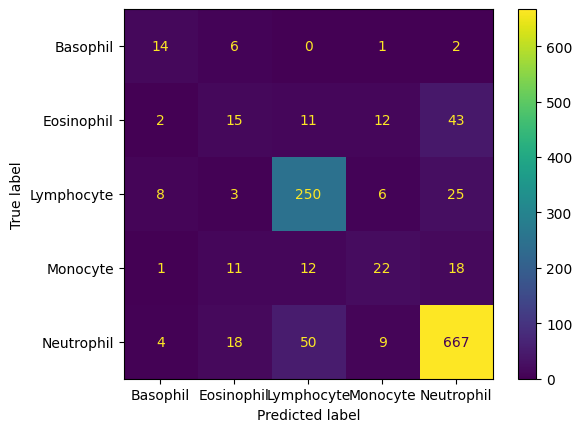 Basophil 14 6 0 1 2
Eosinophil 2 15 11 12 43
Lymphocyte 8 3 250 6 25
Monocyte 1 11 12 22 18
Neutrophil 4 18 50 9 667
Basophil Eosinophil Lymphocyte Monocyte Neutrophil
Predicted label
True label
600
500
400
300
200
100
0